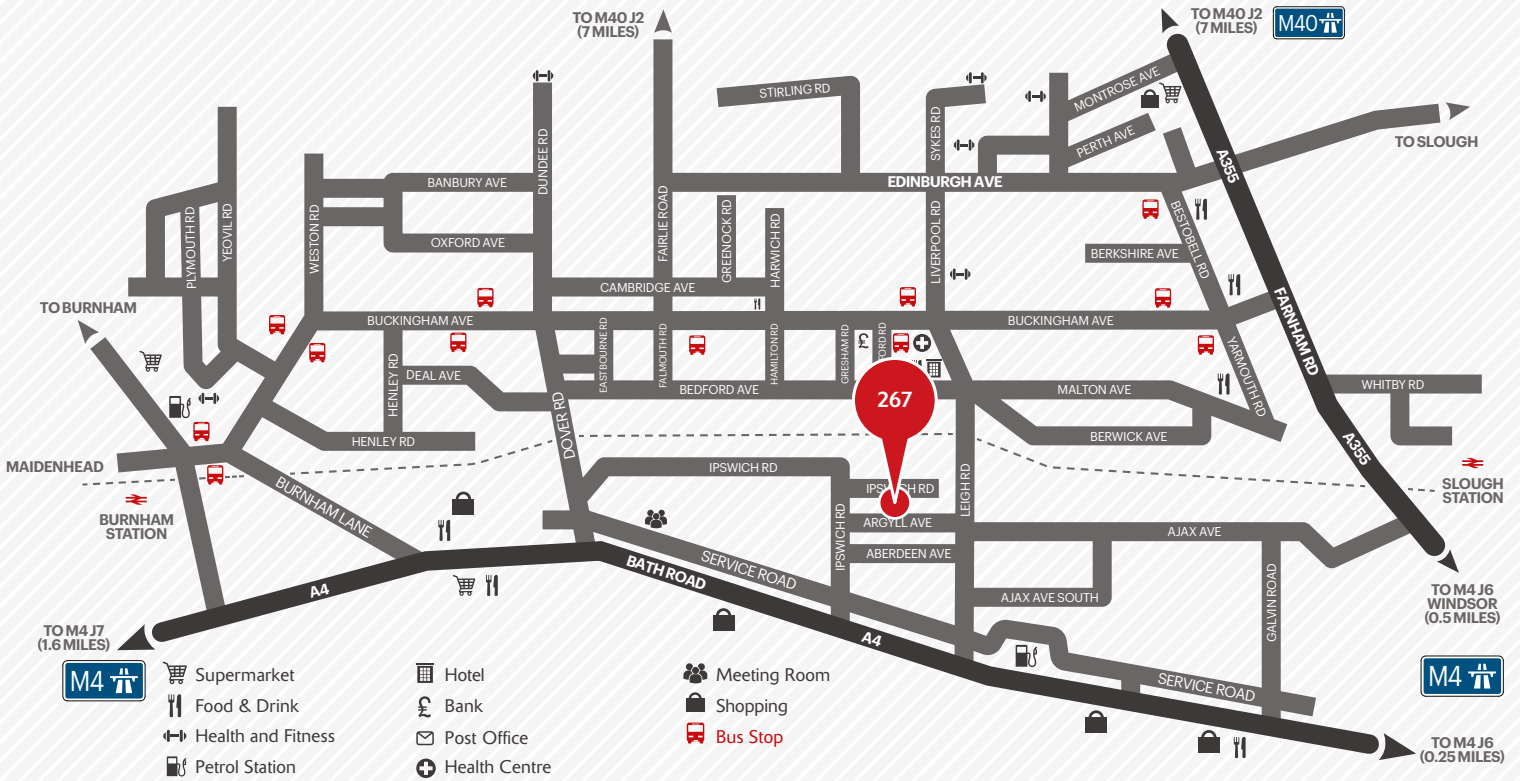 TO M40 J2
(7 MILES)
TO M40 J2
(7 MILES)
M40
STIRLING RD
MONTROSE AVE
SYKES RD
PERTH AVE
A355
TO SLOUGH
DUNDEE RD
BANBURY AVE
EDINBURGH AVE
PLYMOUTH RD
YEOVIL RD
WESTON RD
OXFORD AVE
FAIRLIE ROAD
GREENOCK RD
HARWICH RD
LIVERPOOL RD
BESTOBELL RD
BERKSHIRE AVE
CAMBRIDGE AVE
TO BURNHAM
BUCKINGHAM AVE
BUCKINGHAM AVE
FARNHAM RD
HENLEY RD
DEAL AVE
EASTBOURNE RD
FALMOUTH RD
HAMILTON RD
GRESHAM RD
RD
£
YARMOUTH RD
BEDFORD AVE
MALTON AVE
WHITBY RD
267
DOVER RD
HENLEY RD
BERWICK AVE
A355
MAIDENHEAD
BURNHAM
STATION
BURNHAM LANE
IPSWICH RD
RD
LEIGH RD
SLOUGH
STATION
IPSWICH RD
ARGYLL AVE
AJAX AVE
ABERDEEN AVE
SERVICE ROAD
BATH ROAD
A4
AJAX AVE SOUTH
GALVIN ROAD
TO M4 J6
WINDSOR
(0.5 MILES)
TO M4 J7
(1.6 MILES)
A4
M4
M4
SERVICE ROAD
Supermarket
Food & Drink
Health and Fitness
Petrol Station
Hotel
£ Bank
Post Office
Health Centre
Meeting Room
Shopping
Bus Stop
TO M4 J6
(0.25 MILES)